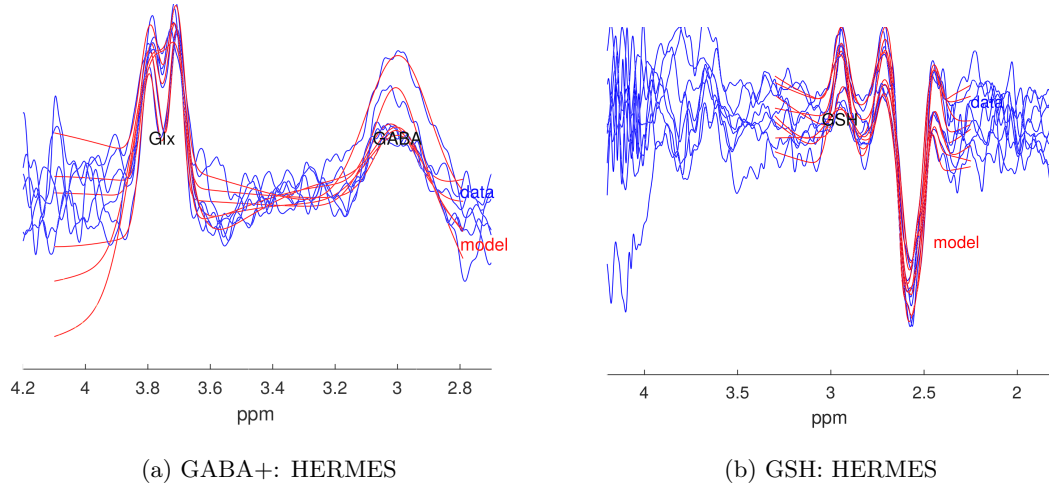 Glx
GABA
data
model
4.2 4 3.8 3.6 3.4 3.2 3 2.8
ppm
(a) GABA+: HERMES
GSH
data
model
4 3.5 3 2.5 2
ppm
(b) GSH: HERMES